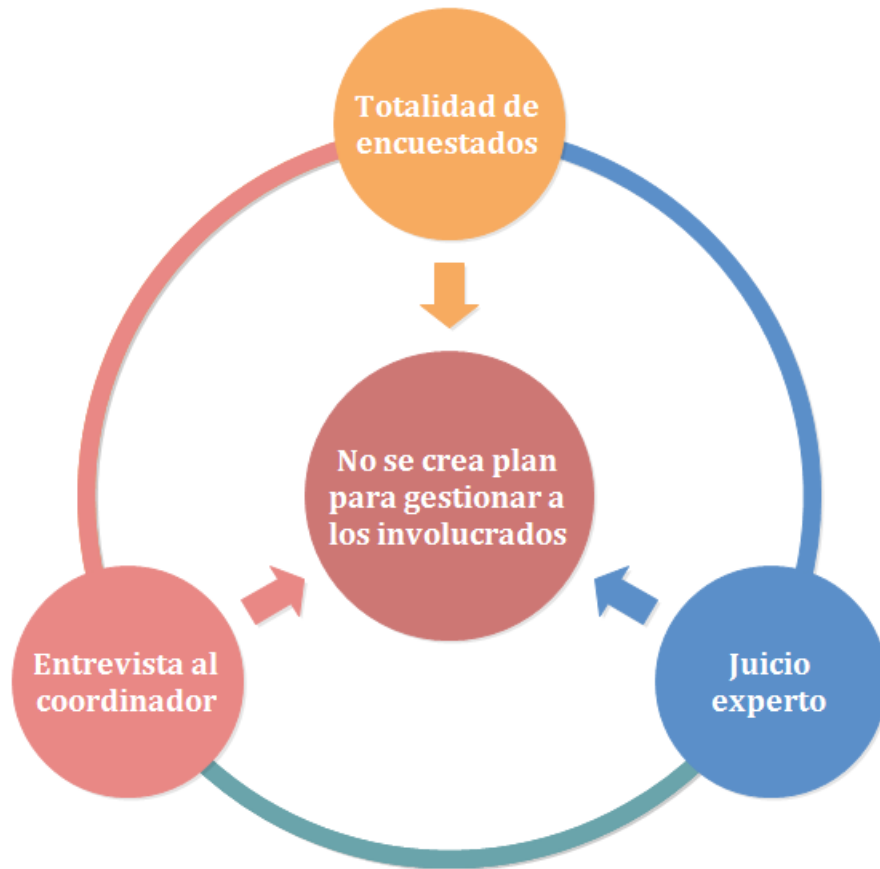 Totalidad de
encuestados
No se crea plan
para gestionar a
los involucrados
Entrevista al
coordinador
Juicio
experto